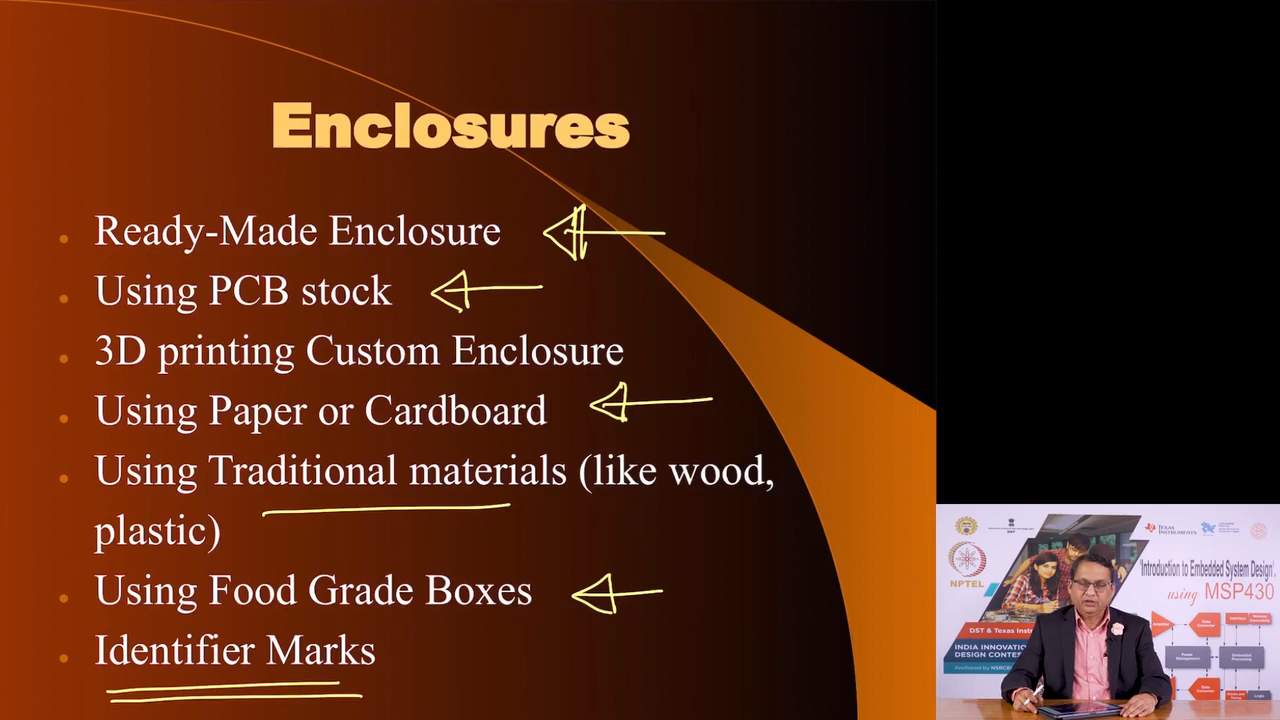 Enclosures
Ready-Made Enclosure
Using PCB stock
3D printing Custom Enclosure
Using Paper or Cardboard
Using Traditional materials (like wood,
plastic)
Using Food Grade Boxes
Identifier Marks
TEXAS INSTRUMENTS
NPTEL
'Introduction to Embedded System Design'
using MSP430
DST & Texas Inst
INDIA INNOVATION
DESIGN CONTES